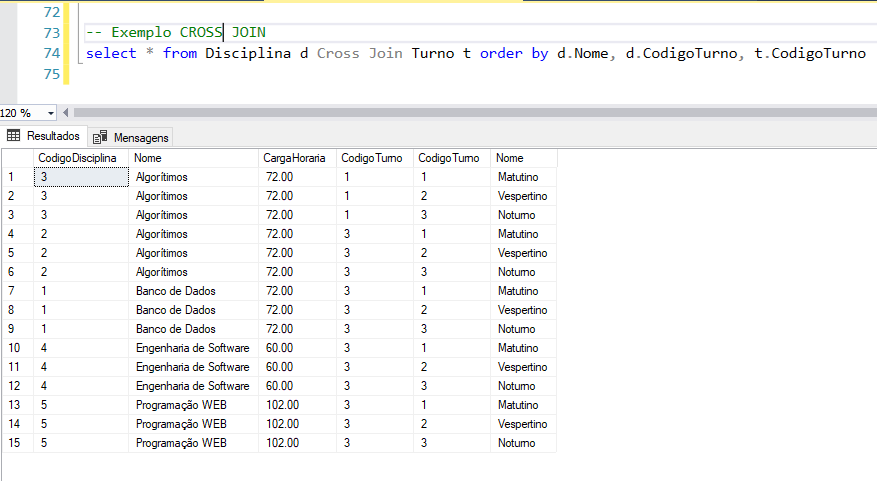 72
73 -- Exemplo CROSS JOIN
74 select * from Disciplina d Cross Join Turno t order by d.Nome, d.CodigoTurno, t.CodigoTurno
75
120 %
Resultados Mensagens
CodigoDisciplina Nome CargaHoraria CodigoTurno CodigoTurno Nome
1 3 Algorítimos 72.00 1 1 Matutino
2 3 Algorítimos 72.00 1 2 Vespertino
3 3 Algorítimos 72.00 1 3 Noturno
4 2 Algorítimos 72.00 3 1 Matutino
5 2 Algorítimos 72.00 3 2 Vespertino
6 2 Algorítimos 72.00 3 3 Noturno
7 1 Banco de Dados 72.00 3 1 Matutino
8 1 Banco de Dados 72.00 3 2 Vespertino
9 1 Banco de Dados 72.00 3 3 Noturno
10 4 Engenharia de Software 60.00 3 1 Matutino
11 4 Engenharia de Software 60.00 3 2 Vespertino
12 4 Engenharia de Software 60.00 3 3 Noturno
13 5 Programação WEB 102.00 3 1 Matutino
14 5 Programação WEB 102.00 3 2 Vespertino
15 5 Programação WEB 102.00 3 3 Noturno